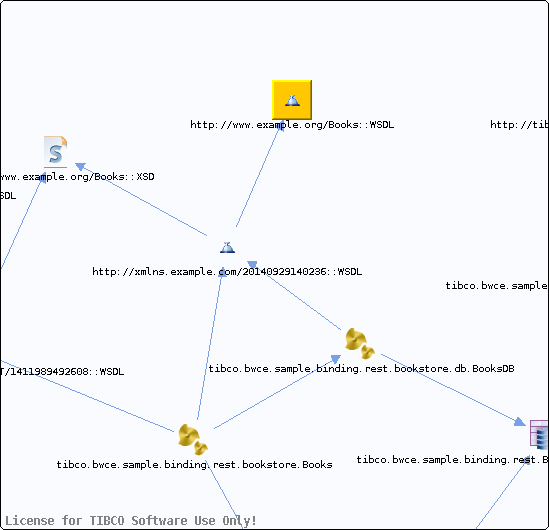 http://www.example.org/Books::WSDL
http://tib
www.example.org/Books::XSD
SDL
http://xmlns.example.com/20140929140236::WSDL
tibco.bwce.sample
T/1411989492608::WSDL
tibco.bwce.sample.binding.rest.bookstore.db.BooksDB
tibco.bwce.sample.binding.rest.bookstore.Books
tibco.bwce.sample.binding.rest.B
License for TIBCO Software Use Only!